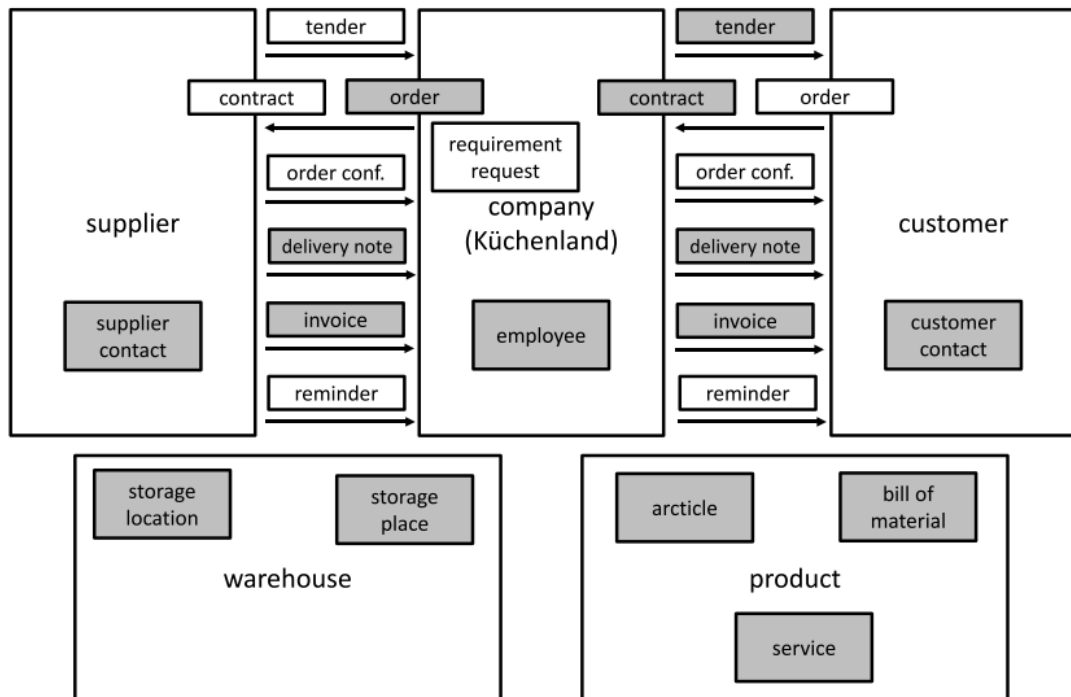 tender
tender
contract
order
contract
order
requirement
request
order conf.
order conf.
supplier
company
(Küchenland)
customer
delivery note
delivery note
supplier
contact
invoice
employee
invoice
customer
contact
reminder
reminder
storage
location
storage
place
arcticle
bill of
material
warehouse
product
service